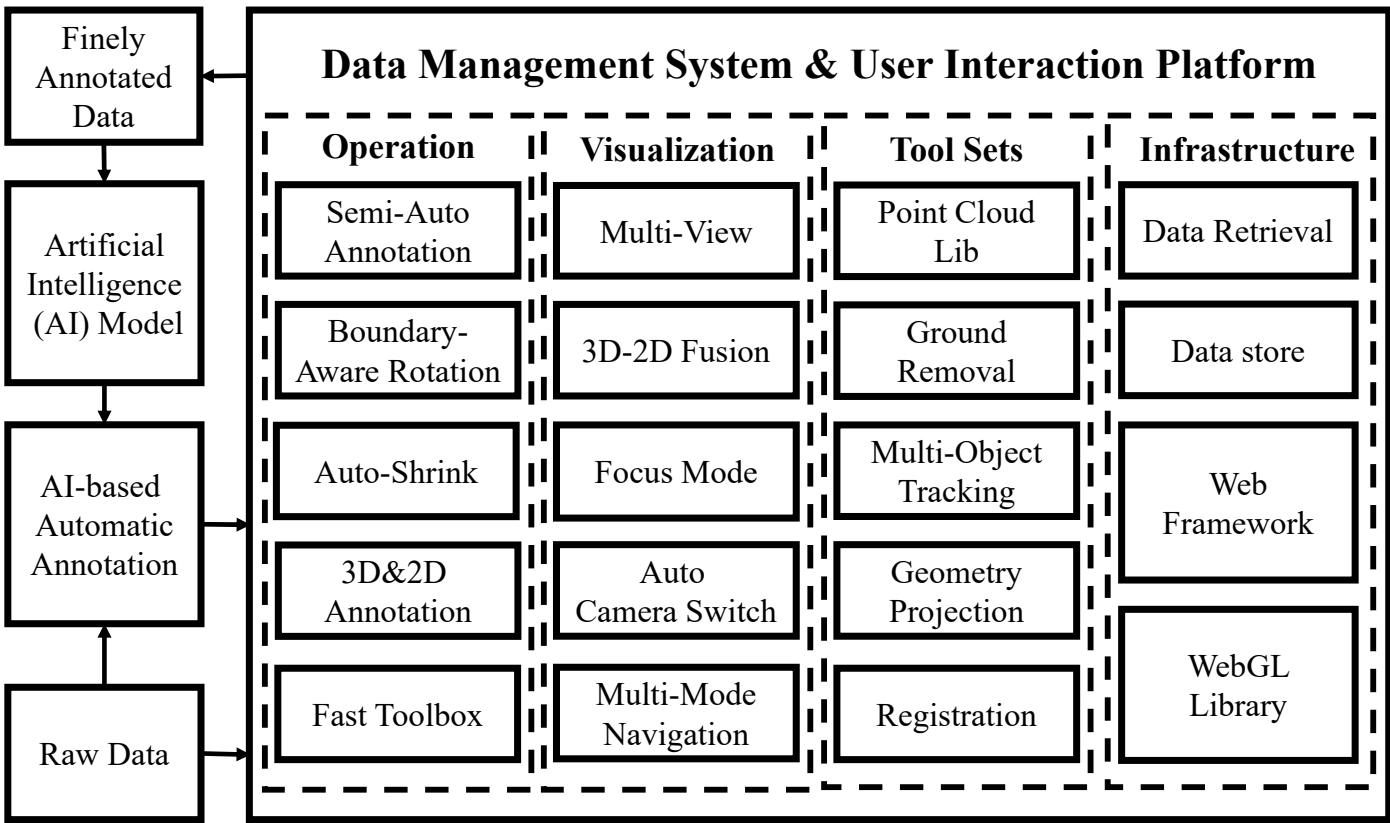 Finely
Annotated
Data
Artificial
Intelligence
(AI) Model
AI-based
Automatic
Annotation
Raw Data
Data Management System & User Interaction Platform
Operation
Semi-Auto
Annotation
Boundary-
Aware Rotation
Auto-Shrink
3D&2D
Annotation
Fast Toolbox
Visualization
Multi-View
3D-2D Fusion
Focus Mode
Auto
Camera Switch
Multi-Mode
Navigation
Tool Sets
Point Cloud
Lib
Ground
Removal
Multi-Object
Tracking
Geometry
Projection
Registration
Infrastructure
Data Retrieval
Data store
Web
Framework
WebGL
Library